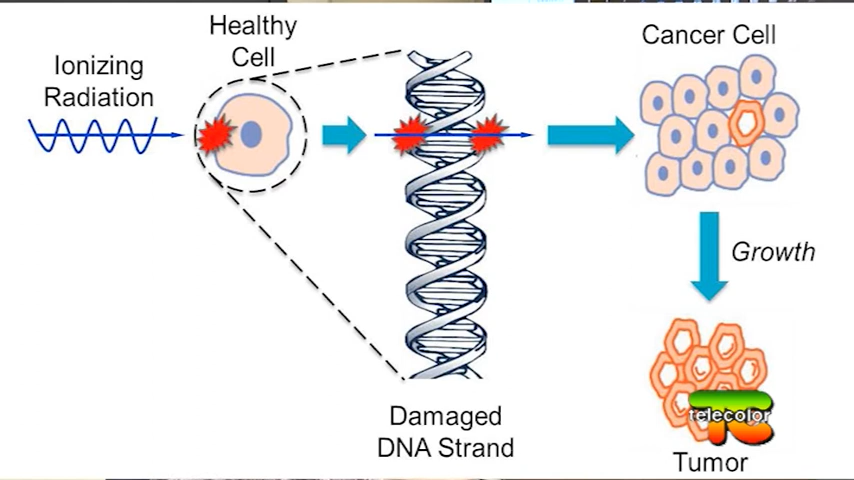 Healthy
Cell
Ionizing
Radiation
Cancer Cell
Growth
Damaged
DNA Strand
telecolor
Tumor